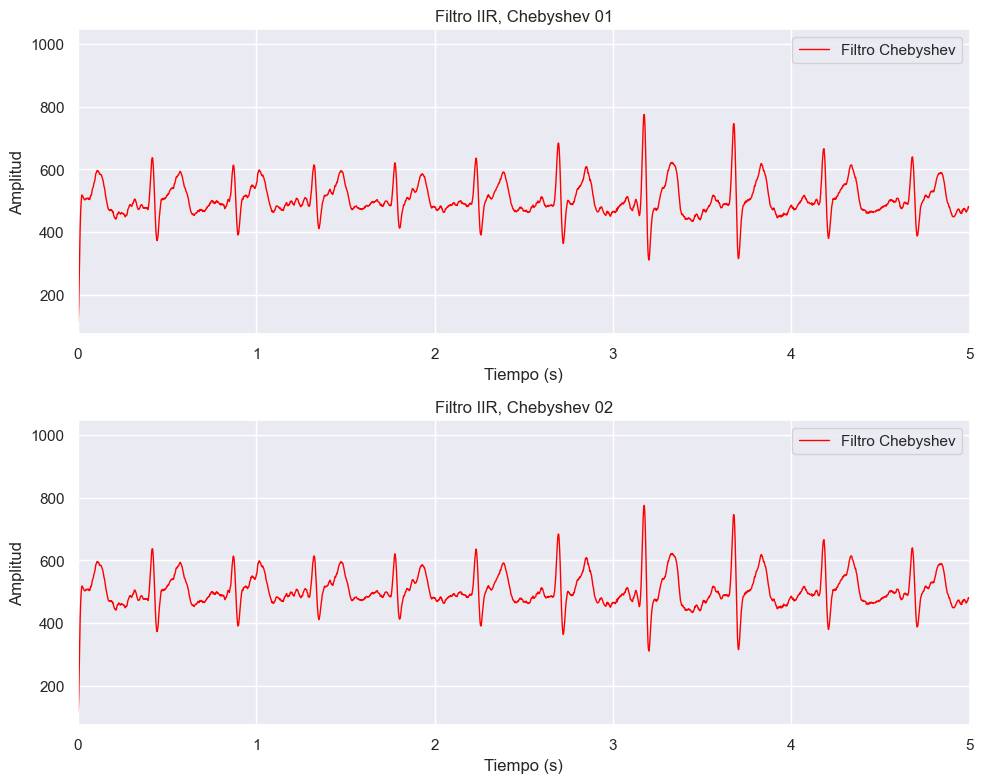 Filtro IIR, Chebyshev 01
Filtro Chebyshev
1000
800
600
400
200
Amplitud
0 1 2 3 4 5
Tiempo (s)
Filtro IIR, Chebyshev 02
Filtro Chebyshev
1000
800
600
400
200
Amplitud
0 1 2 3 4 5
Tiempo (s)